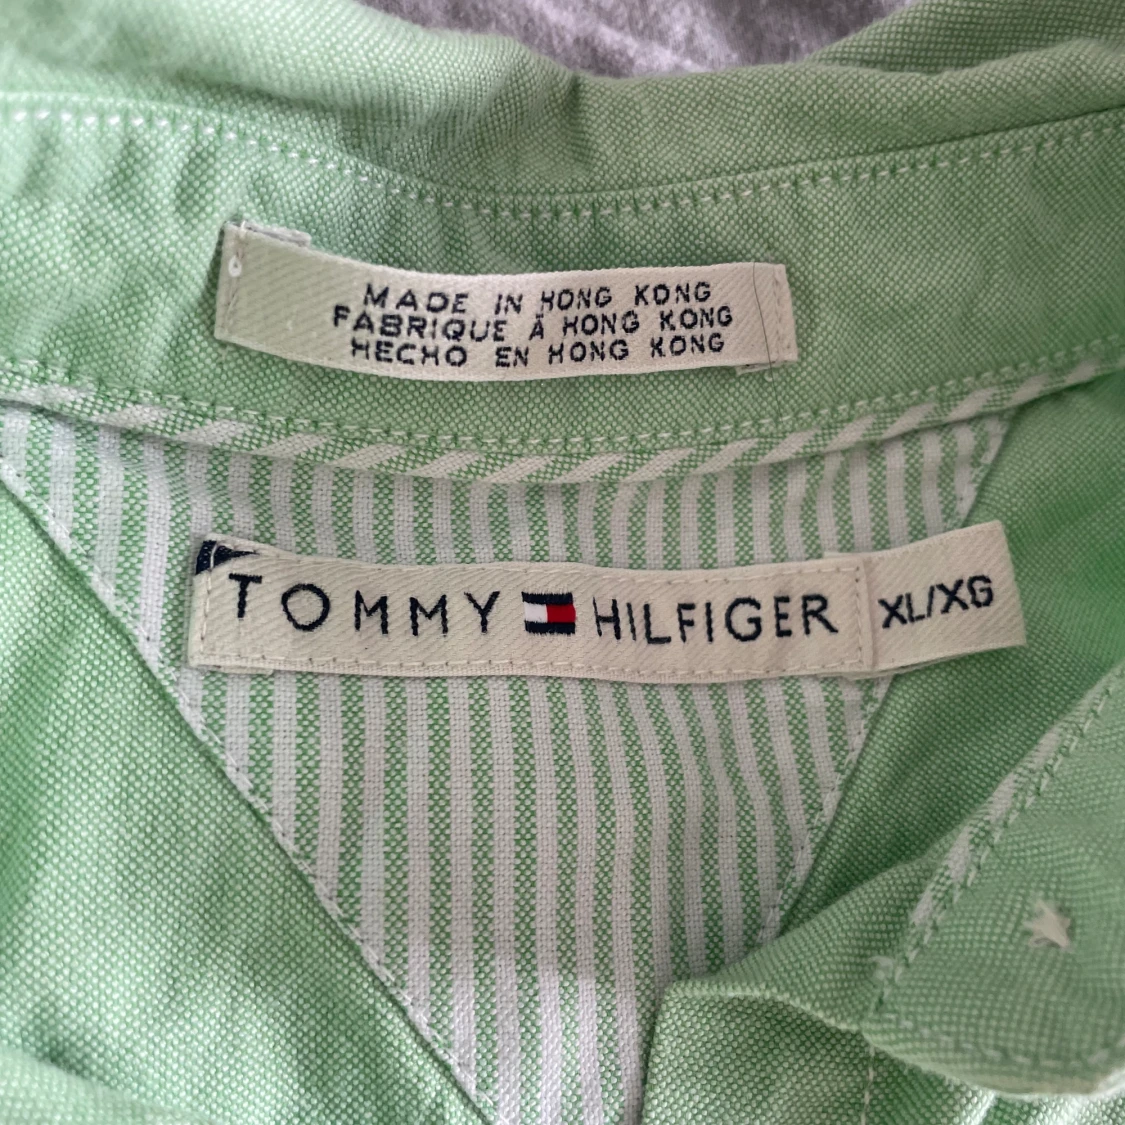 MADE IN HONG KONG
FABRIQUE À HONG KONG
HECHO EN HONG KONG
TOMMY HILFIGER XL/XG